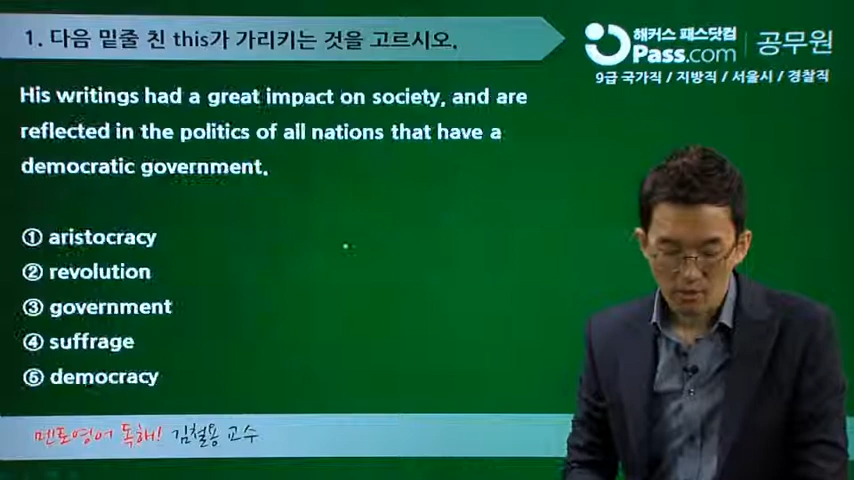 1. 다음 밑줄 친 this가 가리키는 것을 고르시오.
해커스 패스닷컴
Pass.com
공무원
9급 국가직 / 지방직 / 서울시 / 경찰직
His writings had a great impact on society, and are
reflected in the politics of all nations that have a
democratic government.
① aristocracy
② revolution
③ government
④ suffrage
⑤ democracy
멘토영어 독해! 김철용 교수